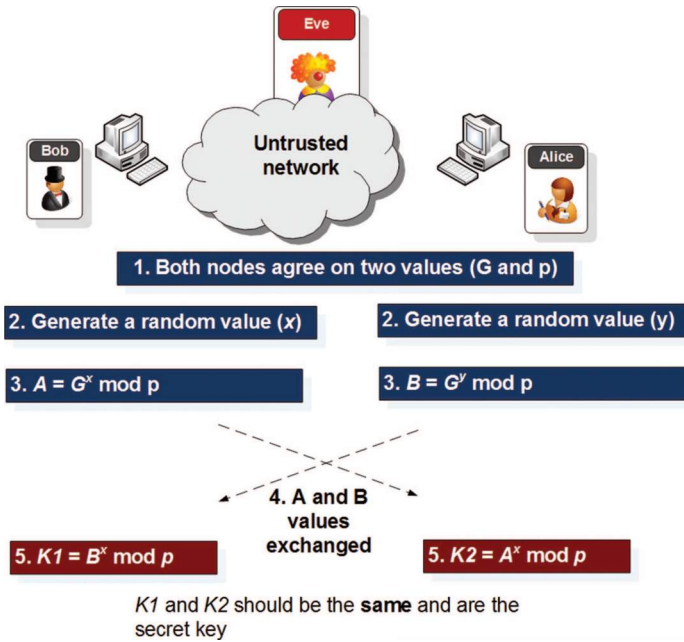 Eve
Untrusted
network
Bob
Alice
1. Both nodes agree on two values (G and p)
2. Generate a random value (x)
2. Generate a random value (y)
3. A = Gˣ mod p
3. B = Gʸ mod p
4. A and B
values
exchanged
5. K1 = Bˣ mod p
5. K2 = Aˣ mod p
K1 and K2 should be the same and are the
secret key